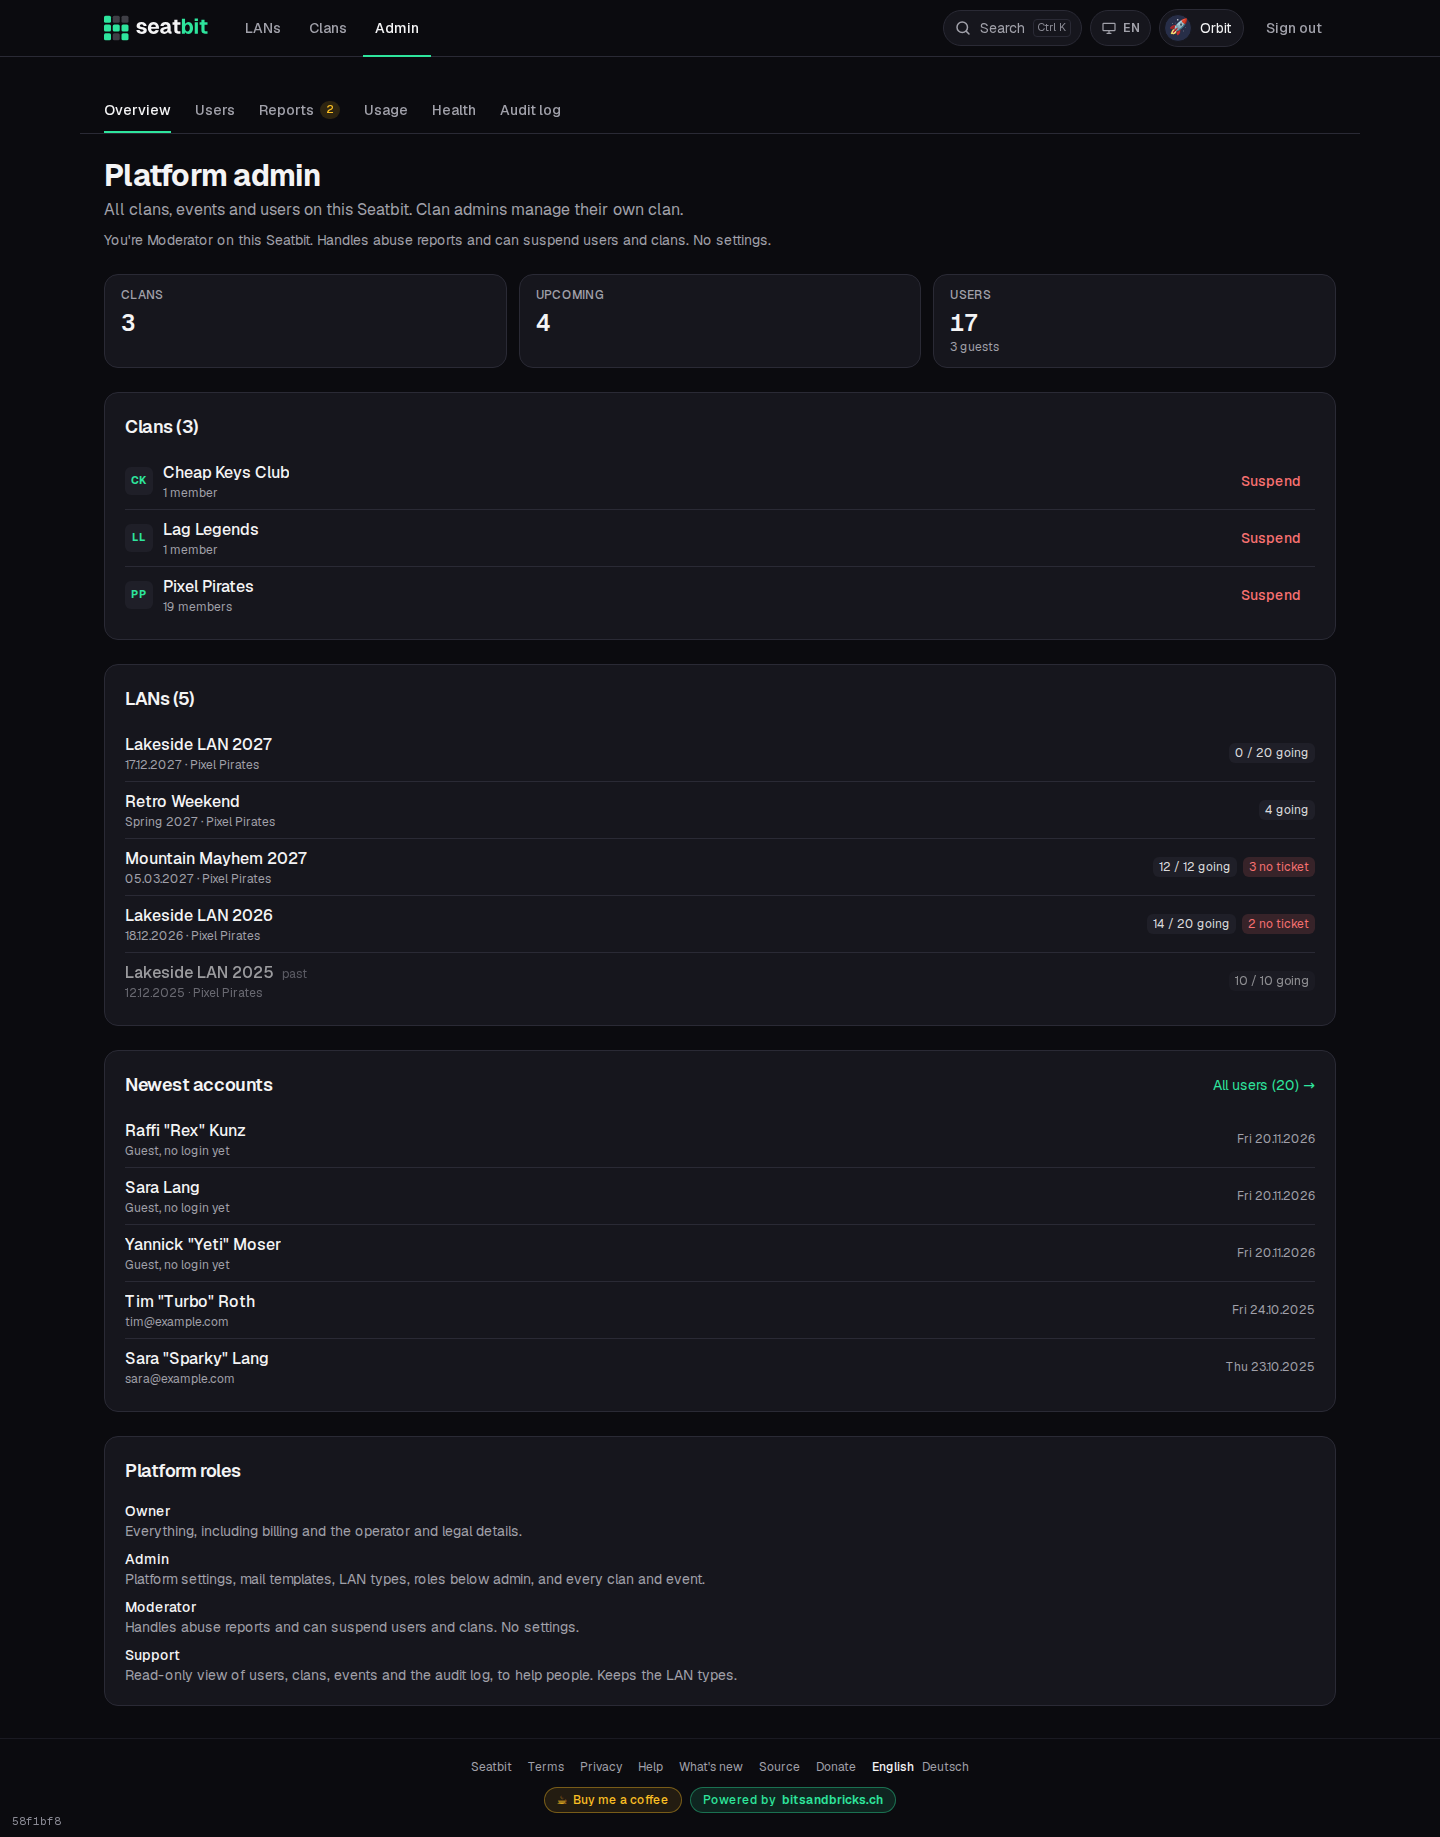 seatbit LANs Clans Admin Search Ctrl K EN Orbit Sign out
Overview Users Reports 2 Usage Health Audit log
Platform admin
All clans, events and users on this Seatbit. Clan admins manage their own clan.
You're Moderator on this Seatbit. Handles abuse reports and can suspend users and clans. No settings.
CLANS
3
UPCOMING
4
USERS
17
3 guests
Clans (3)
CK Cheap Keys Club
1 member
Suspend
LL Lag Legends
1 member
Suspend
PP Pixel Pirates
19 members
Suspend
LANs (5)
Lakeside LAN 2027
17.12.2027 · Pixel Pirates
0 / 20 going
Retro Weekend
Spring 2027 · Pixel Pirates
4 going
Mountain Mayhem 2027
05.03.2027 · Pixel Pirates
12 / 12 going 3 no ticket
Lakeside LAN 2026
18.12.2026 · Pixel Pirates
14 / 20 going 2 no ticket
Lakeside LAN 2025 past
12.12.2025 · Pixel Pirates
10 / 10 going
Newest accounts All users (20) →
Raffi "Rex" Kunz
Guest, no login yet
Fri 20.11.2026
Sara Lang
Guest, no login yet
Fri 20.11.2026
Yannick "Yeti" Moser
Guest, no login yet
Fri 20.11.2026
Tim "Turbo" Roth
tim@example.com
Fri 24.10.2025
Sara "Sparky" Lang
sara@example.com
Thu 23.10.2025
Platform roles
Owner
Everything, including billing and the operator and legal details.
Admin
Platform settings, mail templates, LAN types, roles below admin, and every clan and event.
Moderator
Handles abuse reports and can suspend users and clans. No settings.
Support
Read-only view of users, clans, events and the audit log, to help people. Keeps the LAN types.
Seatbit Terms Privacy Help What's new Source Donate English Deutsch
Buy me a coffee Powered by bitsandbricks.ch
58f1bf8